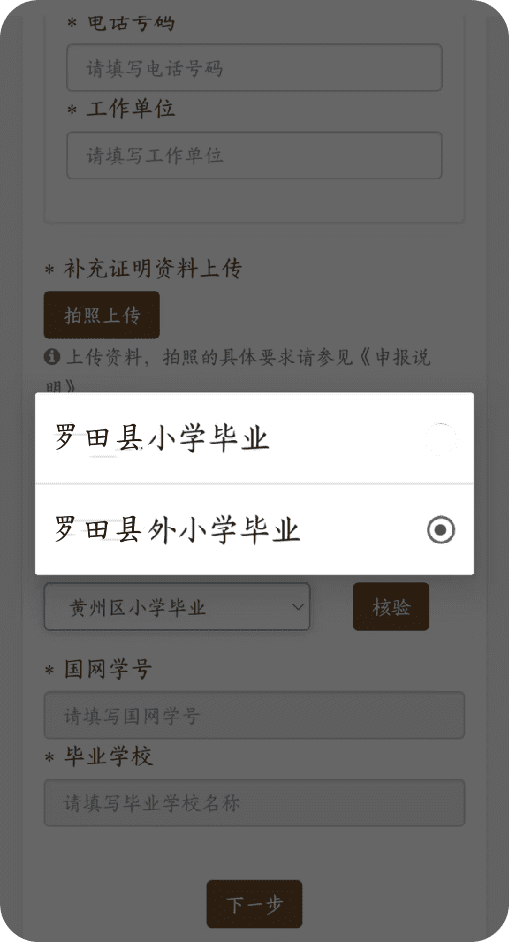 * 电话号码
请填写电话号码
* 工作单位
请填写工作单位
* 补充证明资料上传
拍照上传
上传资料，拍照的具体要求请参见《申报说
明》
罗田县小学毕业
罗田县外小学毕业
黄州区小学毕业
核验
* 国网学号
请填写国网学号
* 毕业学校
请填写毕业学校名称
下一步